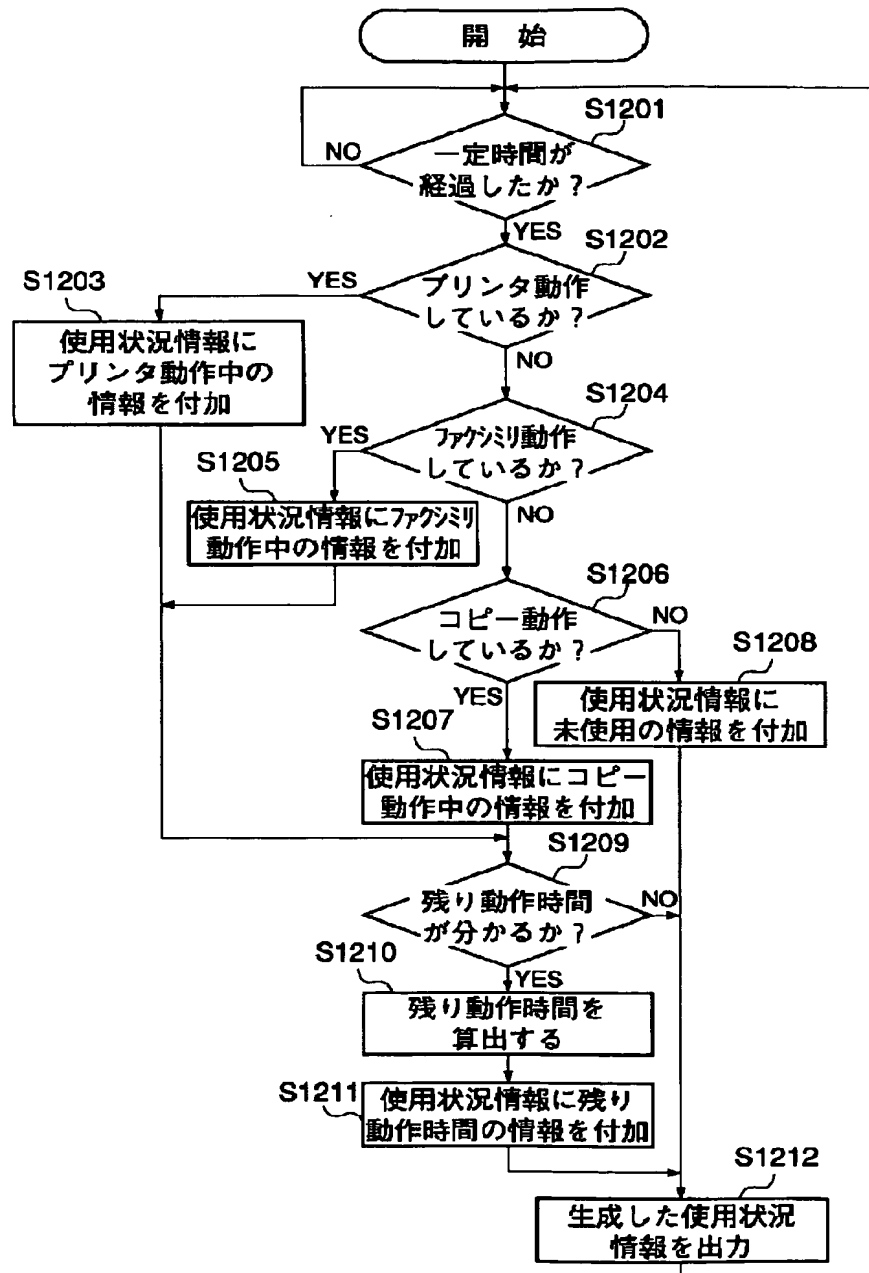 開 始
S1201
NO
一定時間が
経過したか？
YES
S1202
S1203
YES
プリンタ動作
しているか？
使用状況情報に
プリンタ動作中の
情報を付加
NO
S1204
YES
ファクシミリ動作
しているか？
S1205
使用状況情報にファクシミリ
動作中の情報を付加
NO
S1206
コピー動作
しているか？
NO
S1208
YES
使用状況情報に
未使用の情報を付加
S1207
使用状況情報にコピー
動作中の情報を付加
S1209
残り動作時間
が分かるか？
NO
S1210
YES
残り動作時間を
算出する
S1211
使用状況情報に残り
動作時間の情報を付加
S1212
生成した使用状況
情報を出力